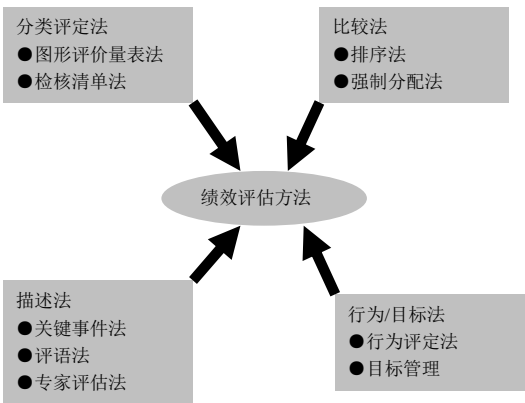 分类评定法
●图形评价量表法
●检核清单法
比较法
●排序法
●强制分配法
绩效评估方法
描述法
●关键事件法
●评语法
●专家评估法
行为/目标法
●行为评定法
●目标管理